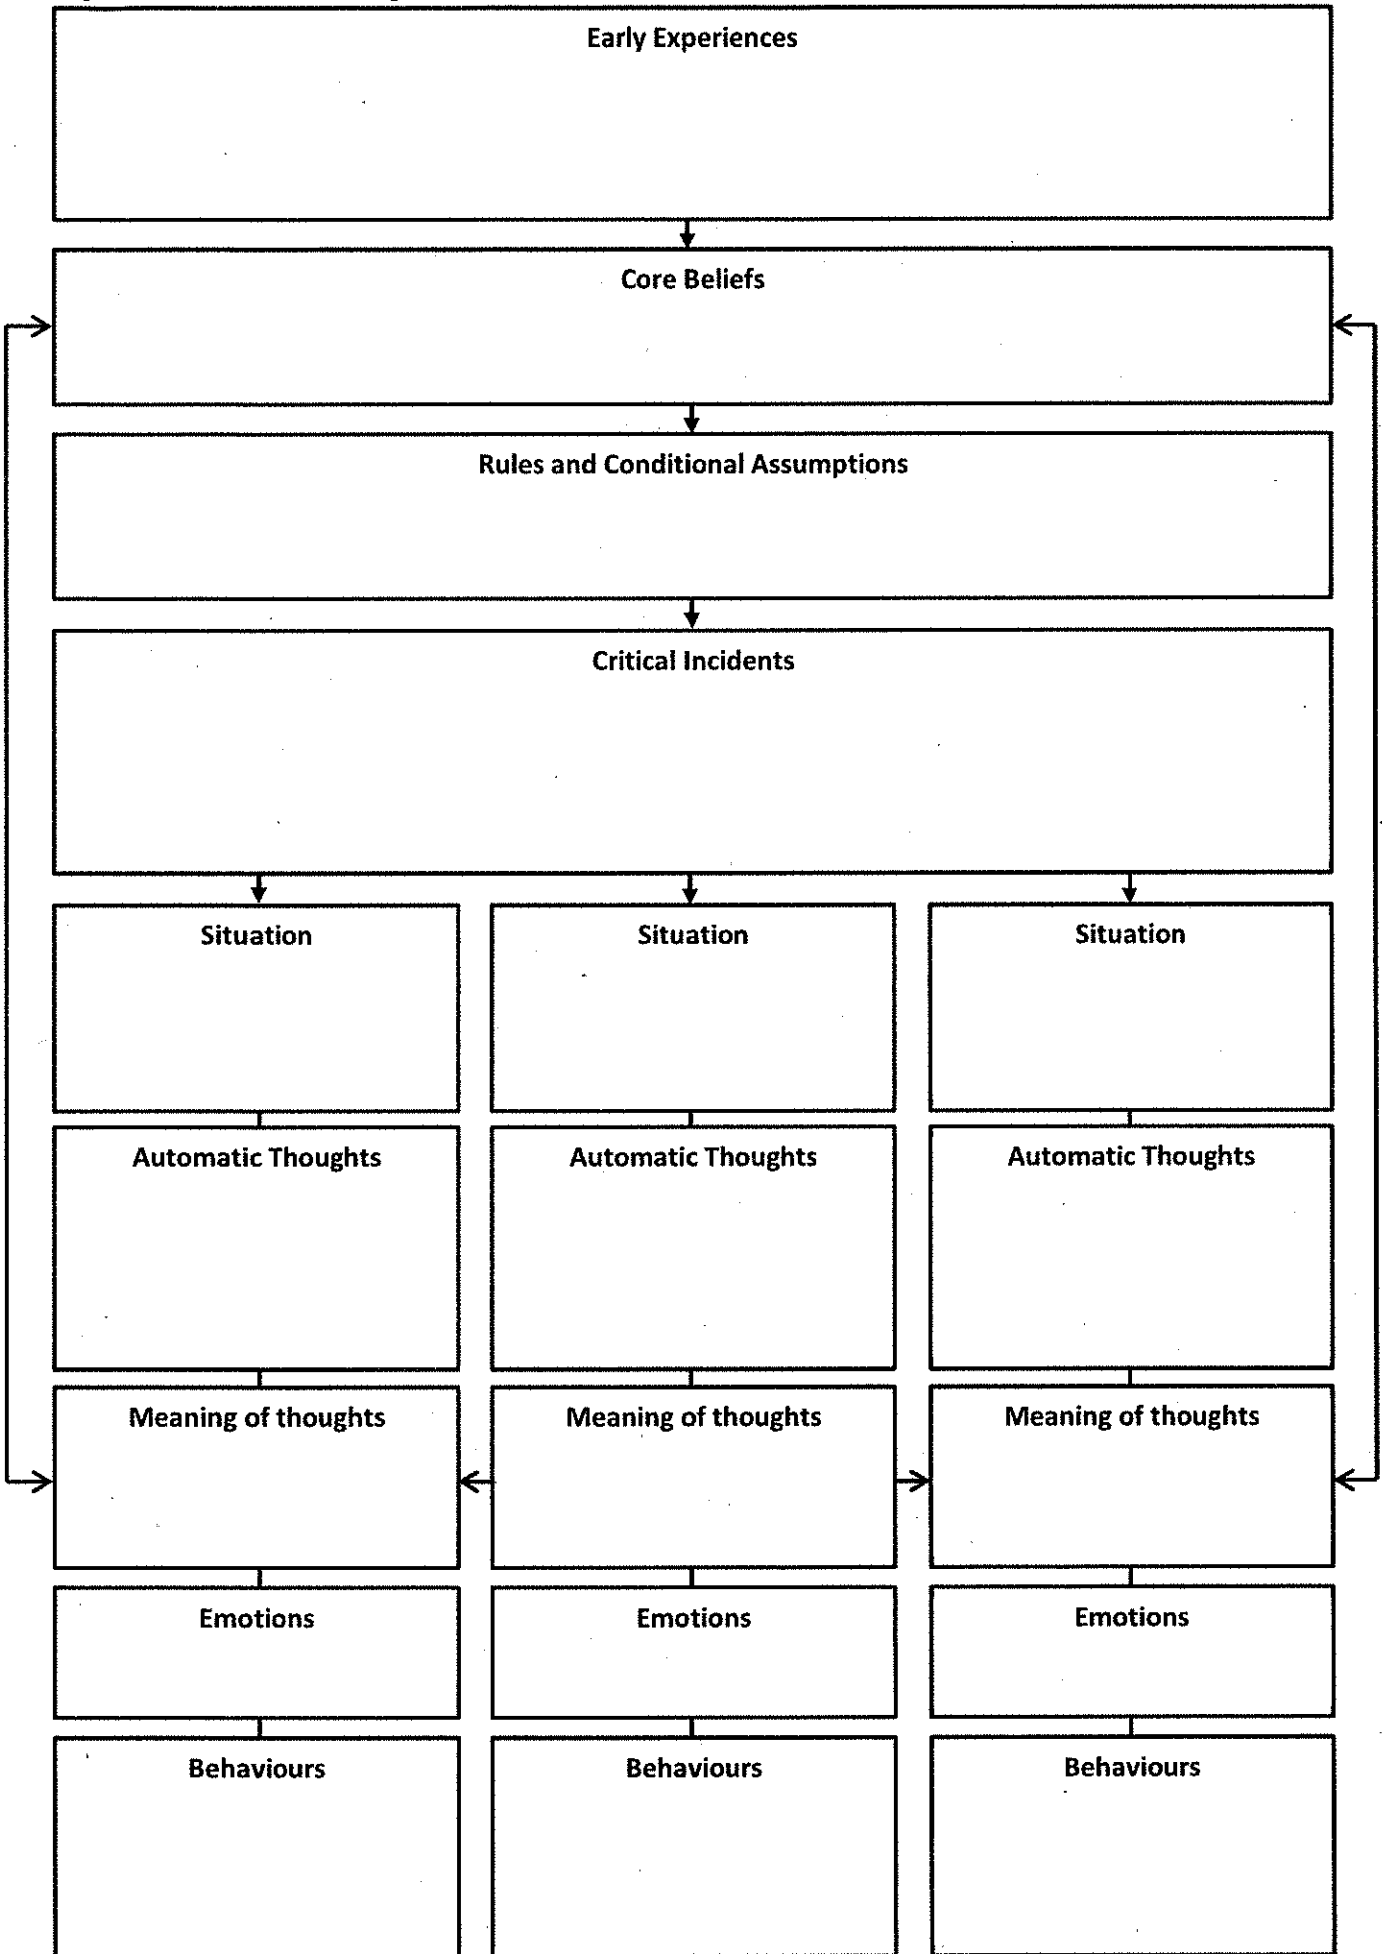 Early Experiences
Core Beliefs
Rules and Conditional Assumptions
Critical Incidents
Situation
Situation
Situation
Automatic Thoughts
Automatic Thoughts
Automatic Thoughts
Meaning of thoughts
Meaning of thoughts
Meaning of thoughts
Emotions
Emotions
Emotions
Behaviours
Behaviours
Behaviours